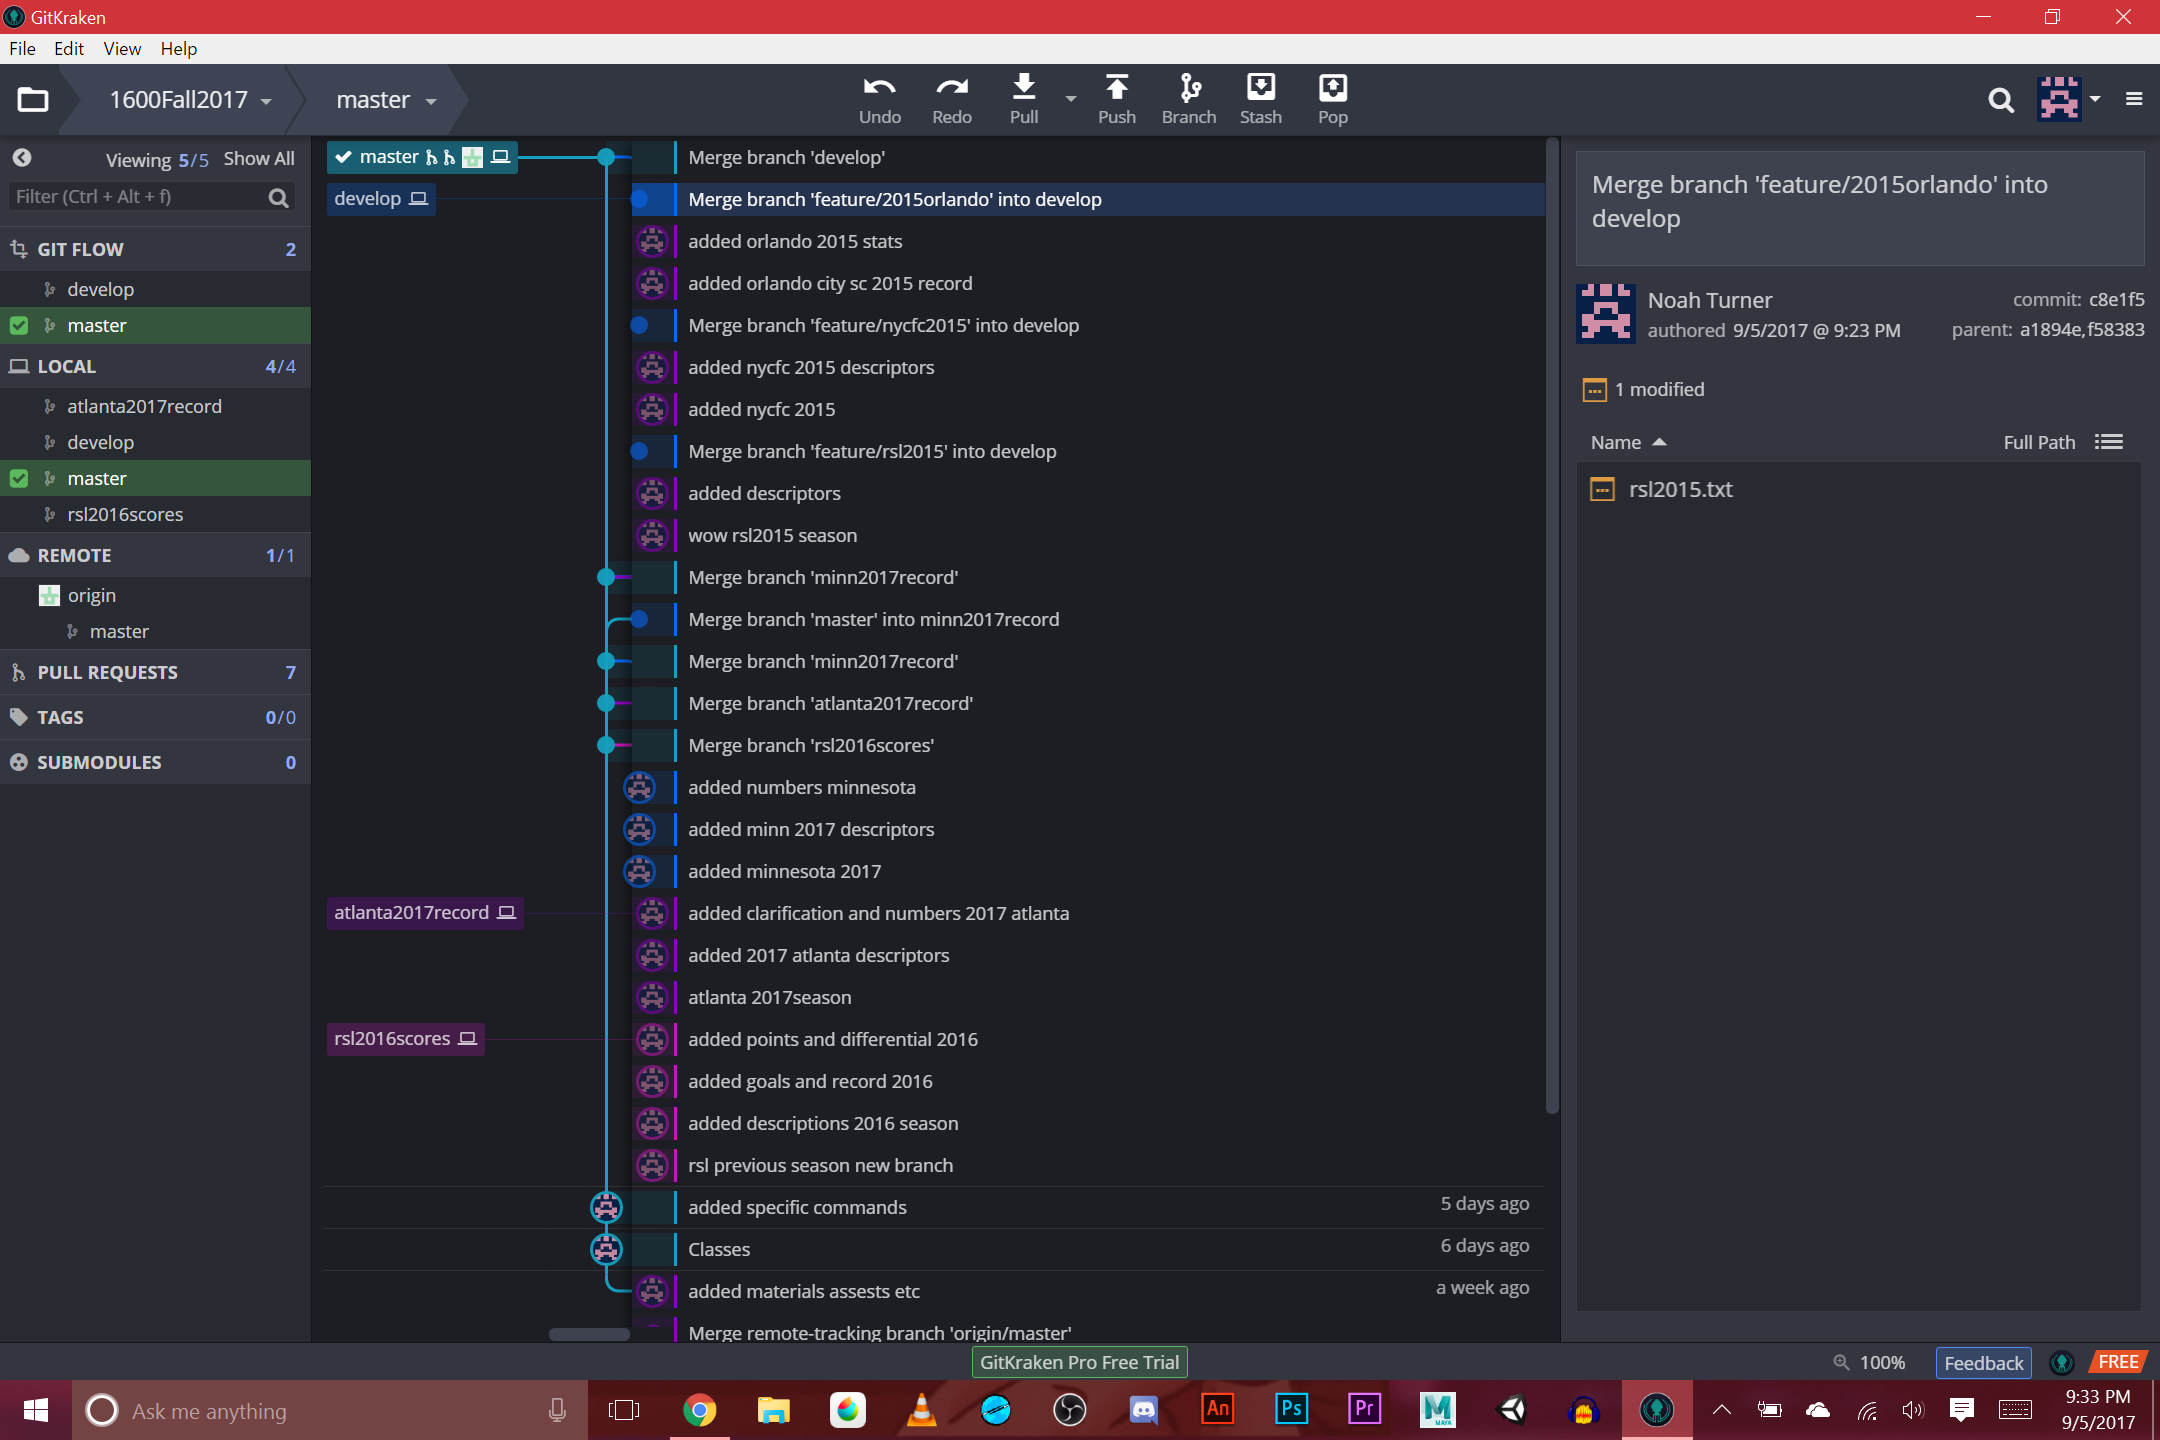 GitKraken
File Edit View Help
1600Fall2017 master
Undo Redo Pull Push Branch Stash Pop
Viewing 5/5 Show All
Filter (Ctrl + Alt + f)
GIT FLOW 2
develop
master
LOCAL 4/4
atlanta2017record
develop
master
rsl2016scores
REMOTE 1/1
origin
master
PULL REQUESTS 7
TAGS 0/0
SUBMODULES 0
master Merge branch 'develop'
develop Merge branch 'feature/2015orlando' into develop
added orlando 2015 stats
added orlando city sc 2015 record
Merge branch 'feature/nycfc2015' into develop
added nycfc 2015 descriptors
added nycfc 2015
Merge branch 'feature/rsl2015' into develop
added descriptors
wow rsl2015 season
Merge branch 'minn2017record'
Merge branch 'master' into minn2017record
Merge branch 'minn2017record'
Merge branch 'atlanta2017record'
Merge branch 'rsl2016scores'
added numbers minnesota
added minn 2017 descriptors
added minnesota 2017
atlanta2017record added clarification and numbers 2017 atlanta
added 2017 atlanta descriptors
atlanta 2017season
rsl2016scores added points and differential 2016
added goals and record 2016
added descriptions 2016 season
rsl previous season new branch
added specific commands 5 days ago
Classes 6 days ago
added materials assests etc a week ago
Merge remote-tracking branch 'origin/master'
Merge branch 'feature/2015orlando' into
develop
Noah Turner commit: c8e1f5
authored 9/5/2017 @ 9:23 PM parent: a1894e,f58383
1 modified
Name Full Path
rsl2015.txt
GitKraken Pro Free Trial 100% Feedback FREE
Ask me anything
An Ps Pr MAYA
9:33 PM
9/5/2017